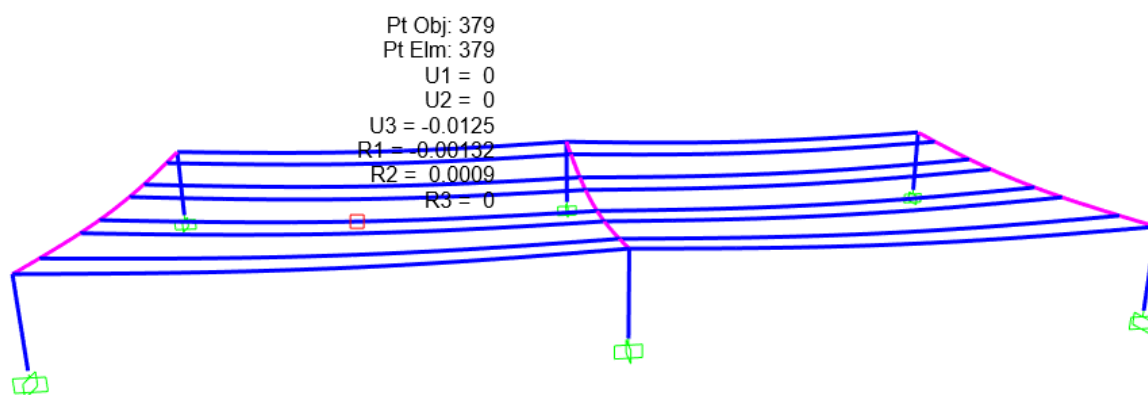 Pt Obj: 379
Pt Elm: 379
U1 = 0
U2 = 0
U3 = -0.0125
R1 = -0.00132
R2 = 0.0009
R3 = 0